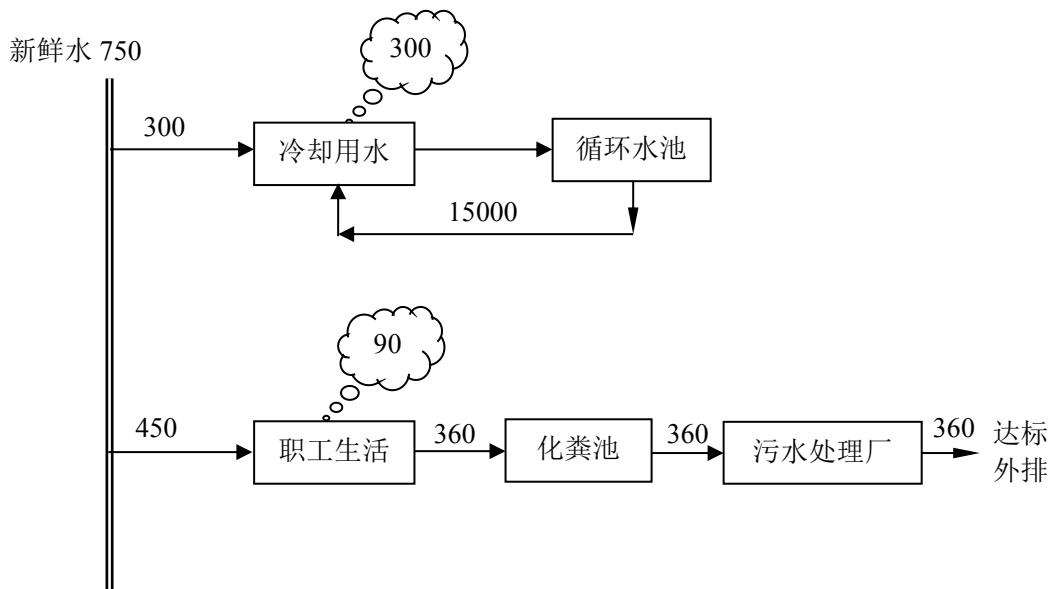 新鲜水 750
300
300
冷却用水
循环水池
15000
90
450
职工生活
360
化粪池
360
污水处理厂
360
达标
外排